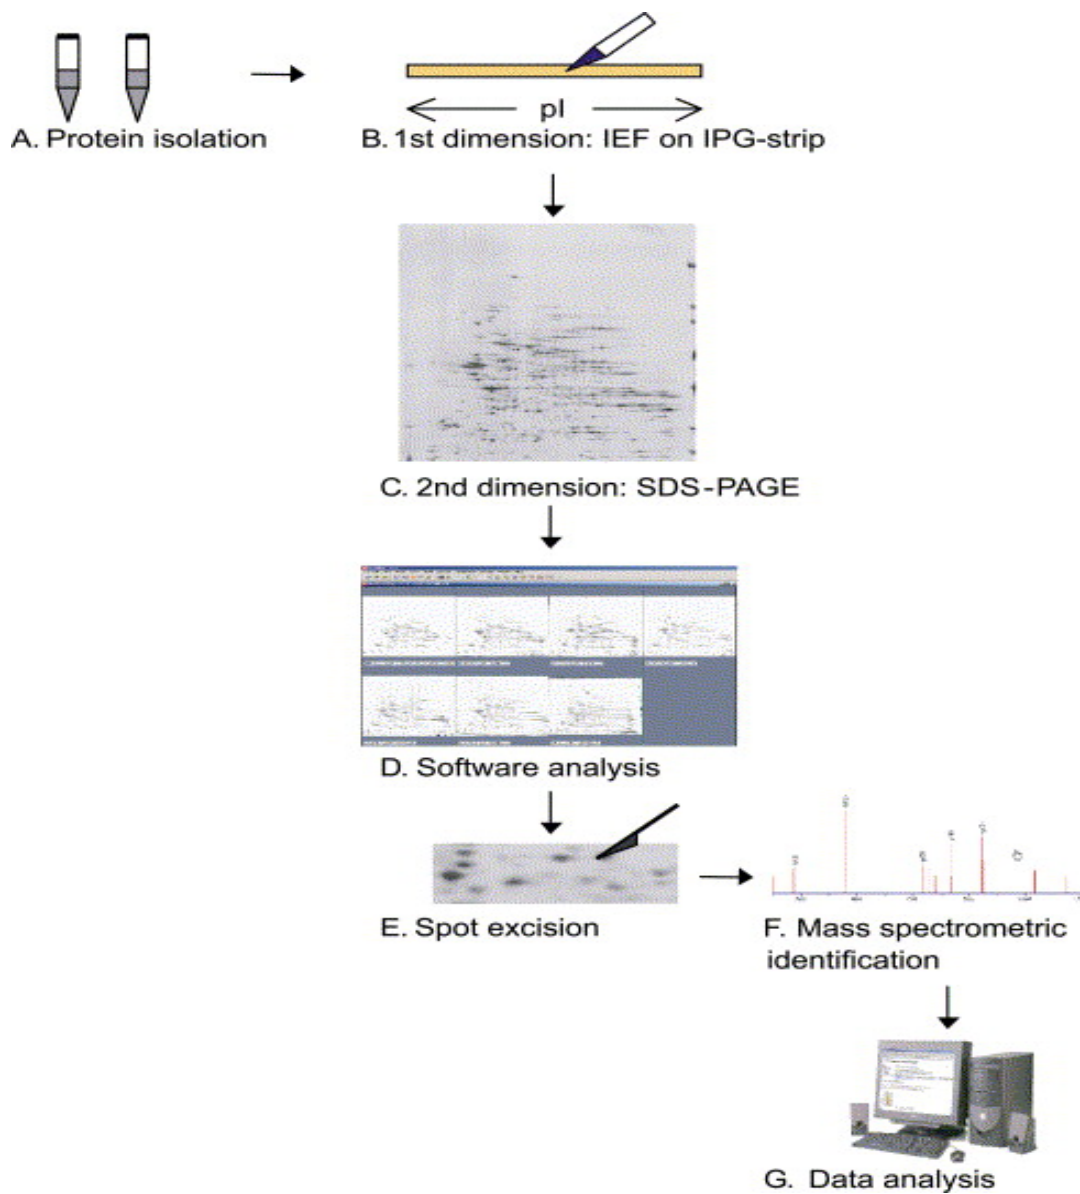 A. Protein isolation
pI
B. 1st dimension: IEF on IPG-strip
C. 2nd dimension: SDS-PAGE
D. Software analysis
E. Spot excision
F. Mass spectrometric
identification
G. Data analysis